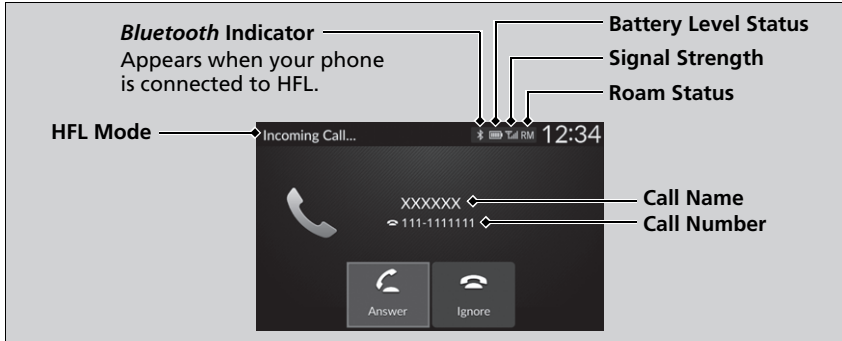 Bluetooth Indicator
Appears when your phone
is connected to HFL.
Battery Level Status
Signal Strength
Roam Status
HFL Mode
Incoming Call...
RM
12:34
XXXXXX
111-1111111
Call Name
Call Number
Answer
Ignore